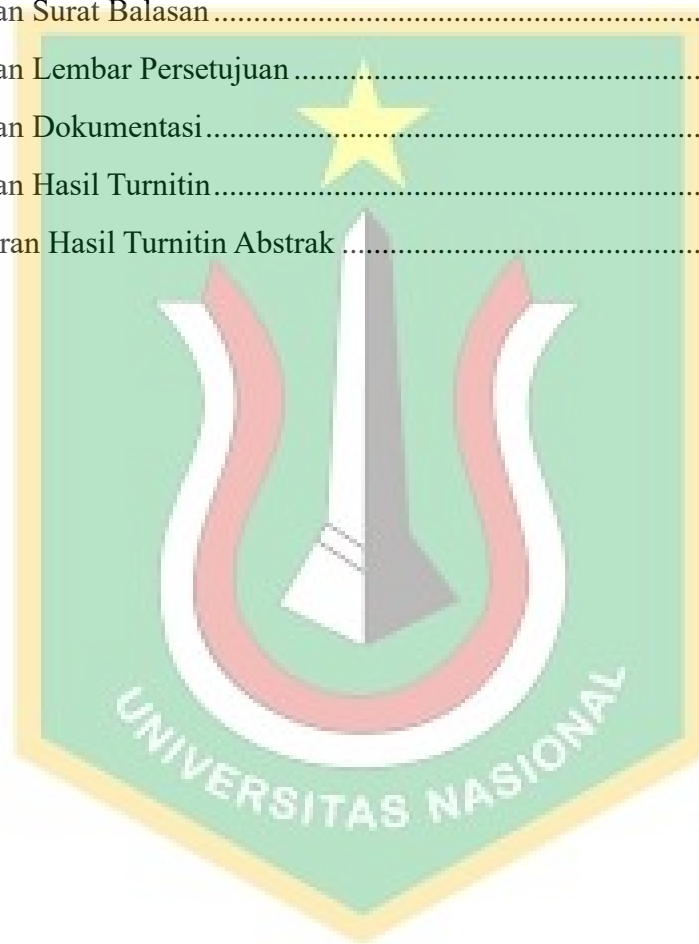 an Surat Balasan........................................................
an Lembar Persetujuan..............................................
an Dokumentasi.........................................................
an Hasil Turnitin........................................................
ran Hasil Turnitin Abstrak ........................................
UNIVERSITAS NASIONAL